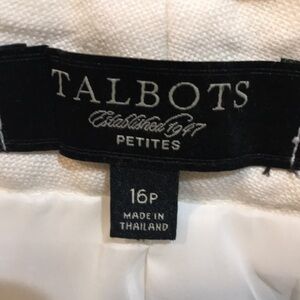 TALBOTS
Established 1947
PETITES
16P
MADE IN
THAILAND